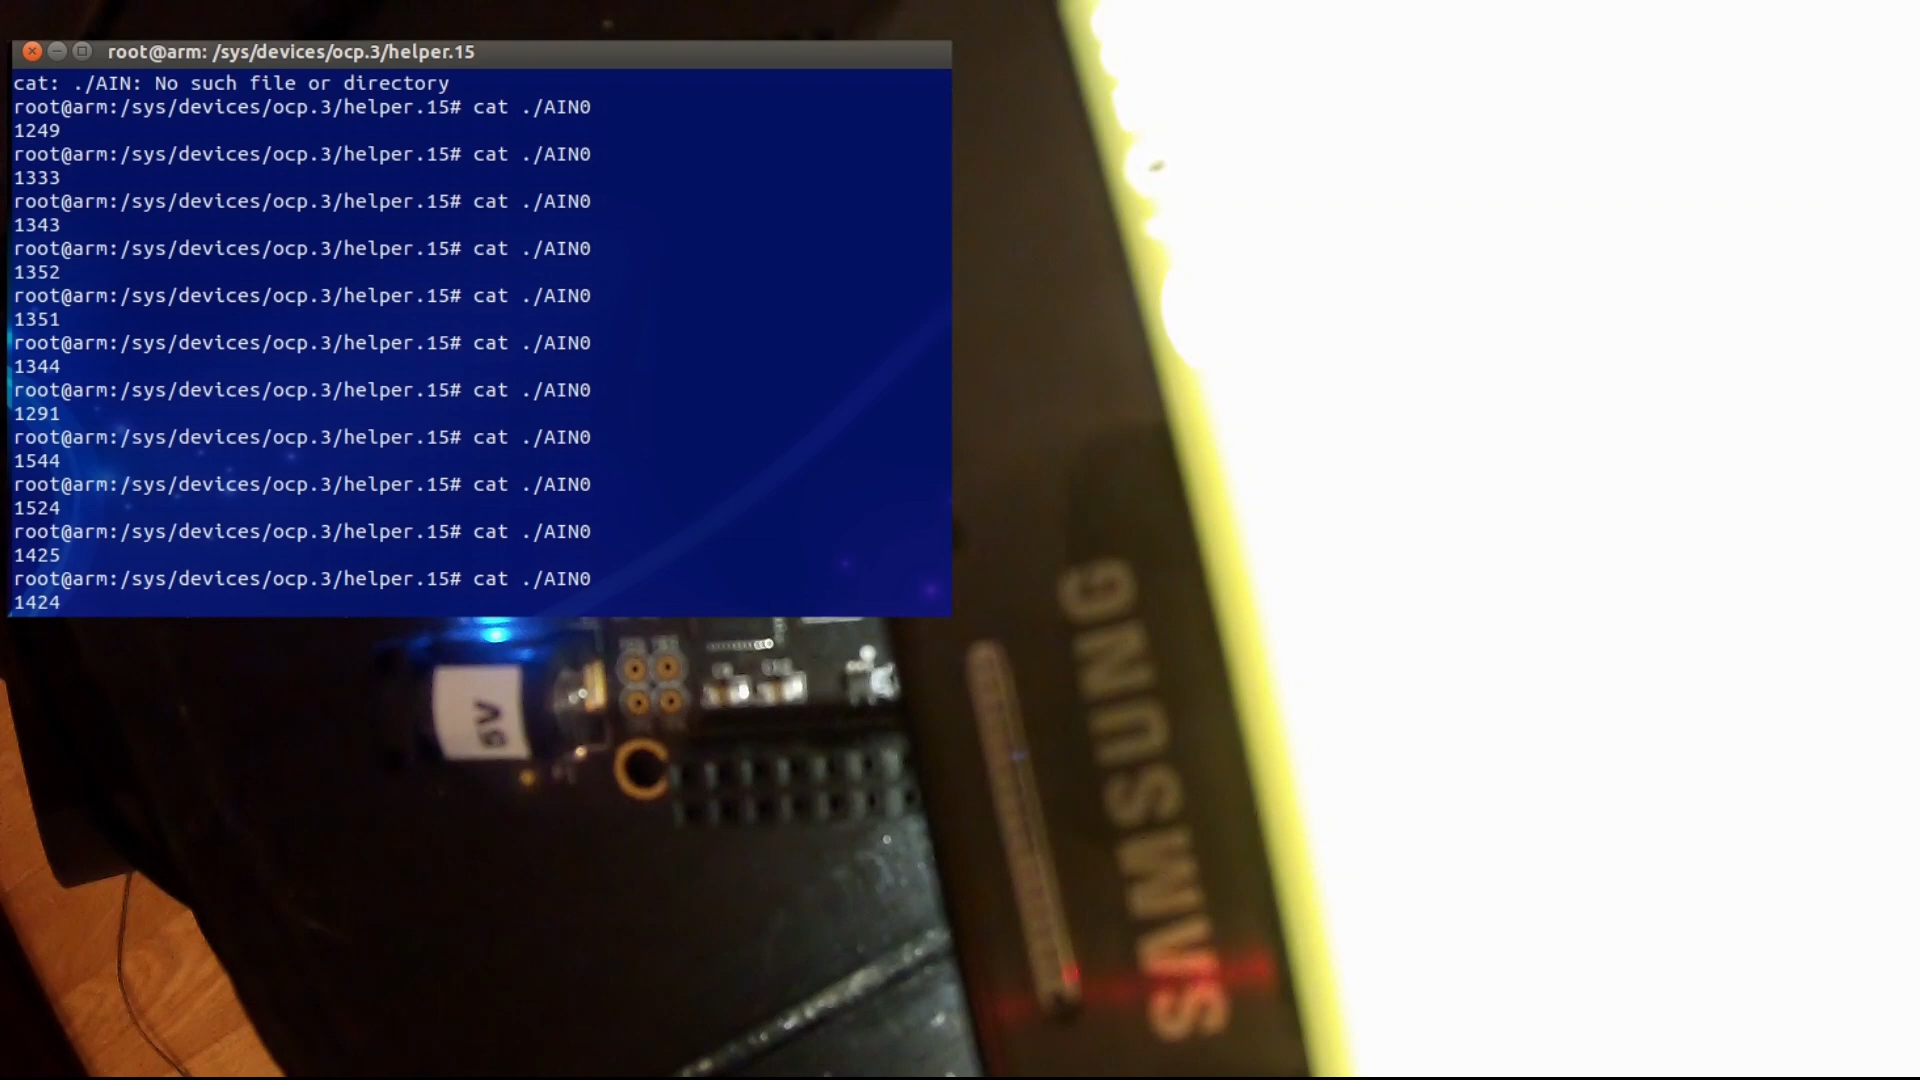 root@arm: /sys/devices/ocp.3/helper.15
cat: ./AIN: No such file or directory
root@arm:/sys/devices/ocp.3/helper.15# cat ./AIN0
1249
root@arm:/sys/devices/ocp.3/helper.15# cat ./AIN0
1333
root@arm:/sys/devices/ocp.3/helper.15# cat ./AIN0
1343
root@arm:/sys/devices/ocp.3/helper.15# cat ./AIN0
1352
root@arm:/sys/devices/ocp.3/helper.15# cat ./AIN0
1351
root@arm:/sys/devices/ocp.3/helper.15# cat ./AIN0
1344
root@arm:/sys/devices/ocp.3/helper.15# cat ./AIN0
1291
root@arm:/sys/devices/ocp.3/helper.15# cat ./AIN0
1544
root@arm:/sys/devices/ocp.3/helper.15# cat ./AIN0
1524
root@arm:/sys/devices/ocp.3/helper.15# cat ./AIN0
1425
root@arm:/sys/devices/ocp.3/helper.15# cat ./AIN0
1424
SAMSUNG